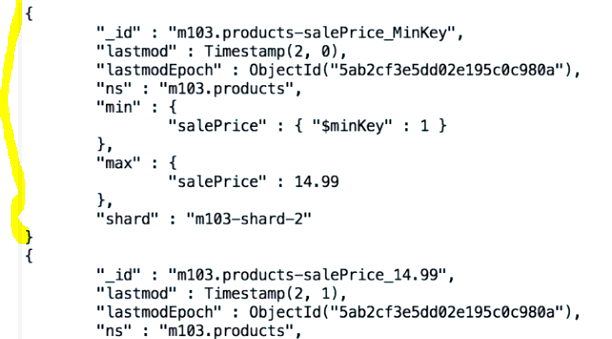 {
"_id" : "m103.products-salePrice_MinKey",
"lastmod" : Timestamp(2, 0),
"lastmodEpoch" : ObjectId("5ab2cf3e5dd02e195c0c980a"),
"ns" : "m103.products",
"min" : {
"salePrice" : { "$minKey" : 1 }
},
"max" : {
"salePrice" : 14.99
},
"shard" : "m103-shard-2"
}
{
"_id" : "m103.products-salePrice_14.99",
"lastmod" : Timestamp(2, 1),
"lastmodEpoch" : ObjectId("5ab2cf3e5dd02e195c0c980a"),
"ns" : "m103.products",